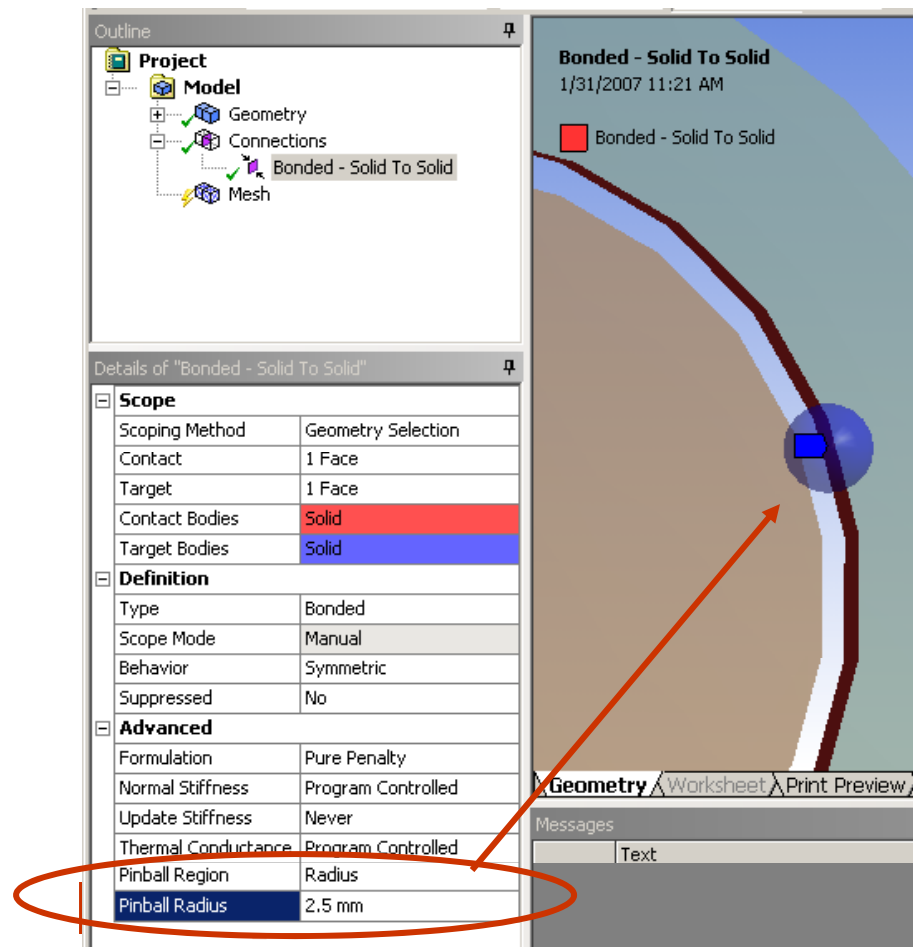 Outline
Project
Model
Geometry
Connections
Bonded - Solid To Solid
Mesh
Details of "Bonded - Solid To Solid"
Scope
Scoping Method Geometry Selection
Contact 1 Face
Target 1 Face
Contact Bodies Solid
Target Bodies Solid
Definition
Type Bonded
Scope Mode Manual
Behavior Symmetric
Suppressed No
Advanced
Formulation Pure Penalty
Normal Stiffness Program Controlled
Update Stiffness Never
Thermal Conductance Program Controlled
Pinball Region Radius
Pinball Radius 2.5 mm
Bonded - Solid To Solid
1/31/2007 11:21 AM
Bonded - Solid To Solid
Geometry Worksheet Print Preview
Messages
Text